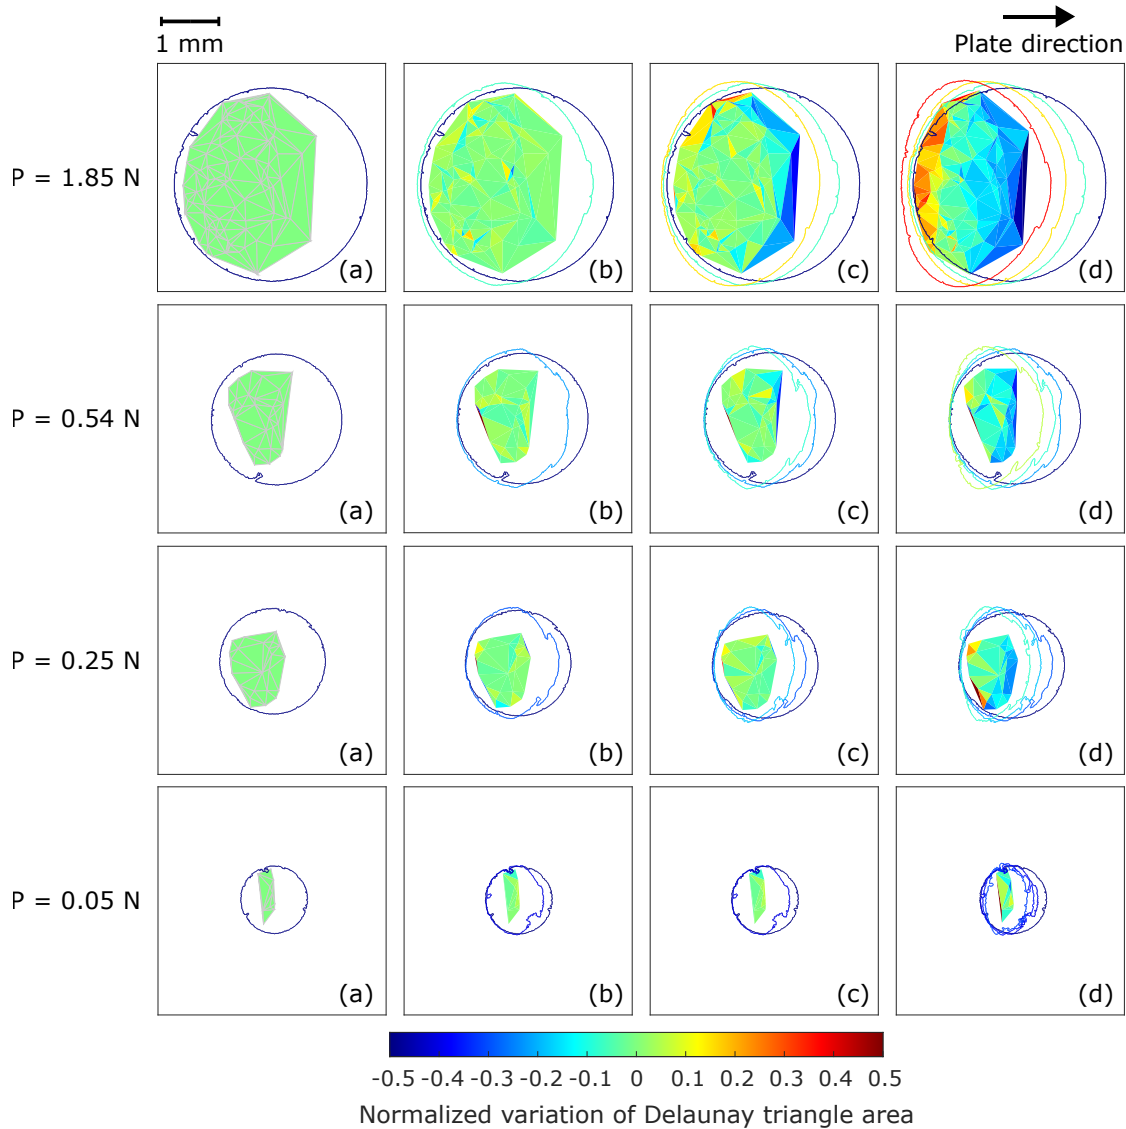 1 mm
Plate direction
P = 1.85 N
(a)
(b)
(c)
(d)
P = 0.54 N
(a)
(b)
(c)
(d)
P = 0.25 N
(a)
(b)
(c)
(d)
P = 0.05 N
(a)
(b)
(c)
(d)
-0.5 -0.4 -0.3 -0.2 -0.1 0 0.1 0.2 0.3 0.4 0.5
Normalized variation of Delaunay triangle area